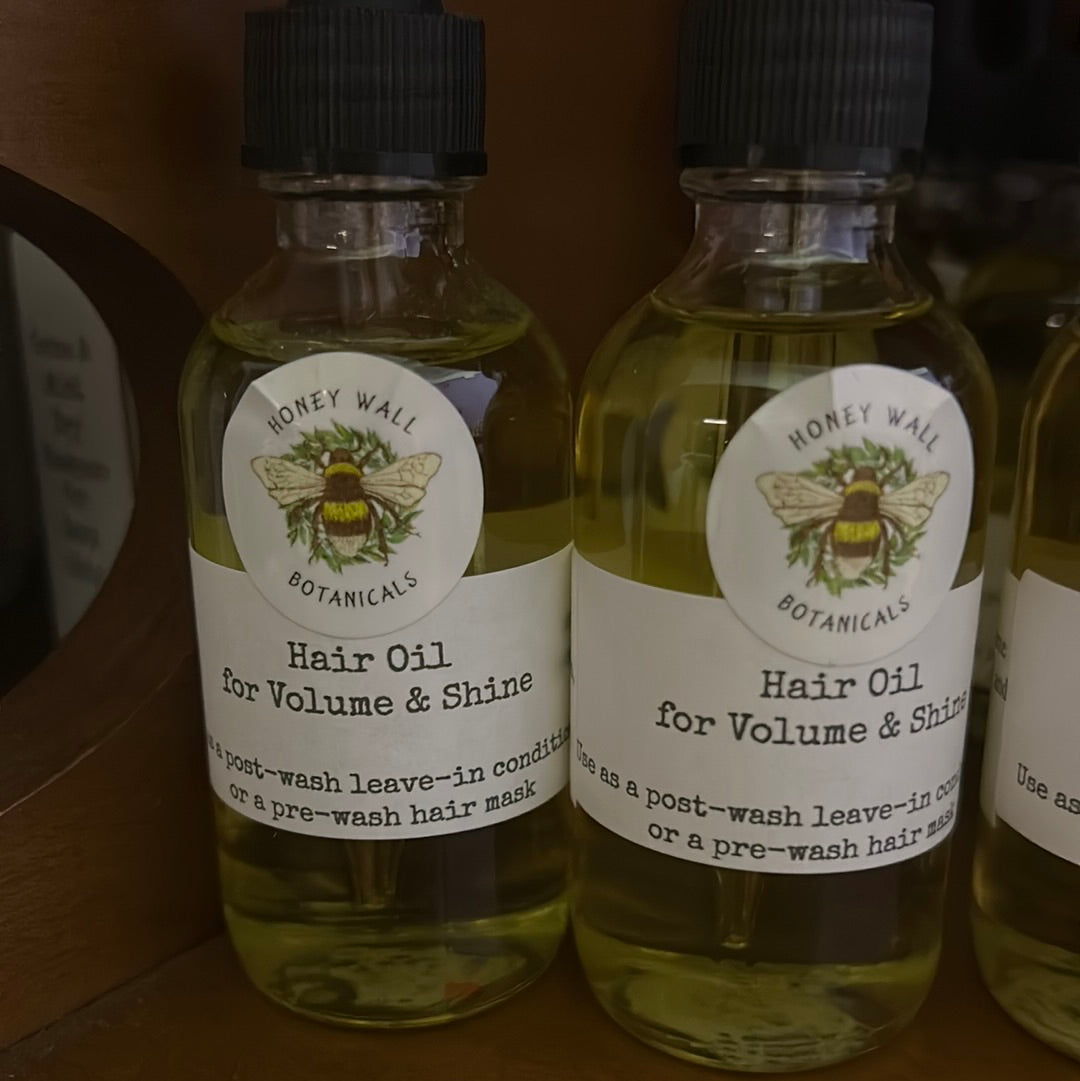 HONEY WALL
BOTANICALS
Hair Oil
for Volume & Shine
a post-wash leave-in
or a pre-wash hair mask
HONEY WALL
BOTANICALS
Hair Oil
for Volume & Shine
Use as a post-wash leave-in
or a pre-wash hair mask
Use as